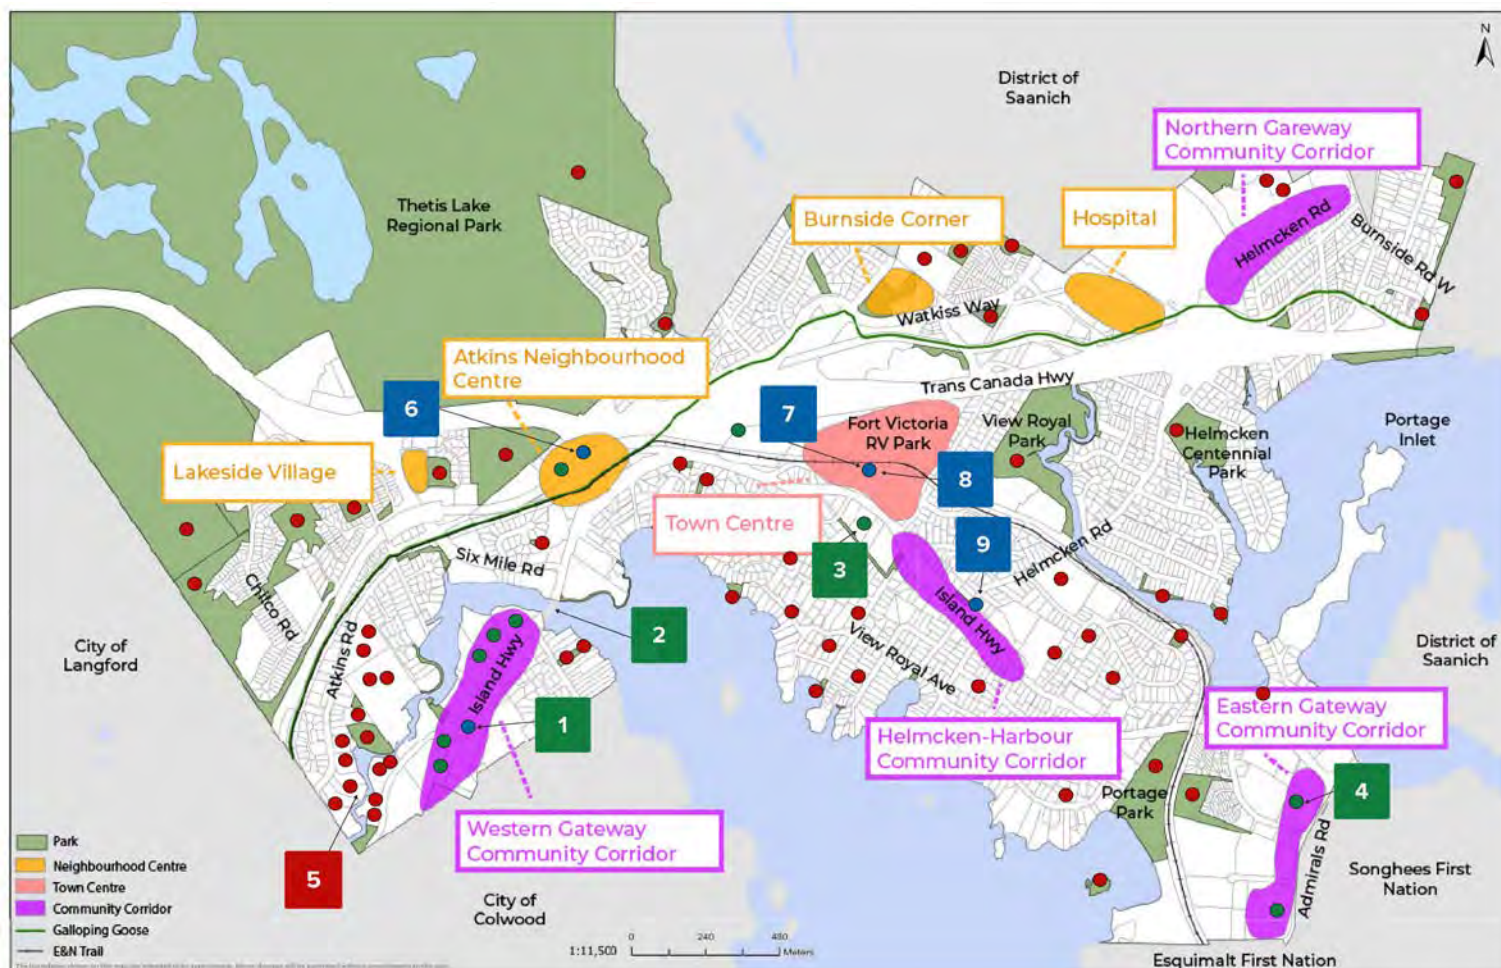 N
District of
Saanich
Northern Gareway
Community Corridor
Thetis Lake
Regional Park
Burnside Corner
Hospital
Helmcken Rd
Burnside Rd W
Watkiss Way
Atkins Neighbourhood
Centre
Trans Canada Hwy
6
7
Fort Victoria
RV Park
View Royal
Park
Helmcken
Centennial
Park
Portage
Inlet
Lakeside Village
8
Town Centre
9
3
Six Mile Rd
Helmcken Rd
Chilco Rd
Island Hwy
2
City of
Langford
Atkins Rd
View Royal Ave
District of
Saanich
Island Hwy
1
Eastern Gateway
Community Corridor
Helmcken-Harbour
Community Corridor
4
Portage
Park
Western Gateway
Community Corridor
Admirals Rd
5
Songhees First
Nation
City of
Colwood
Park
Neighbourhood Centre
Town Centre
Community Corridor
Galloping Goose
E&N Trail
1:11,500
0 240 480
Meters
Esquimalt First Nation